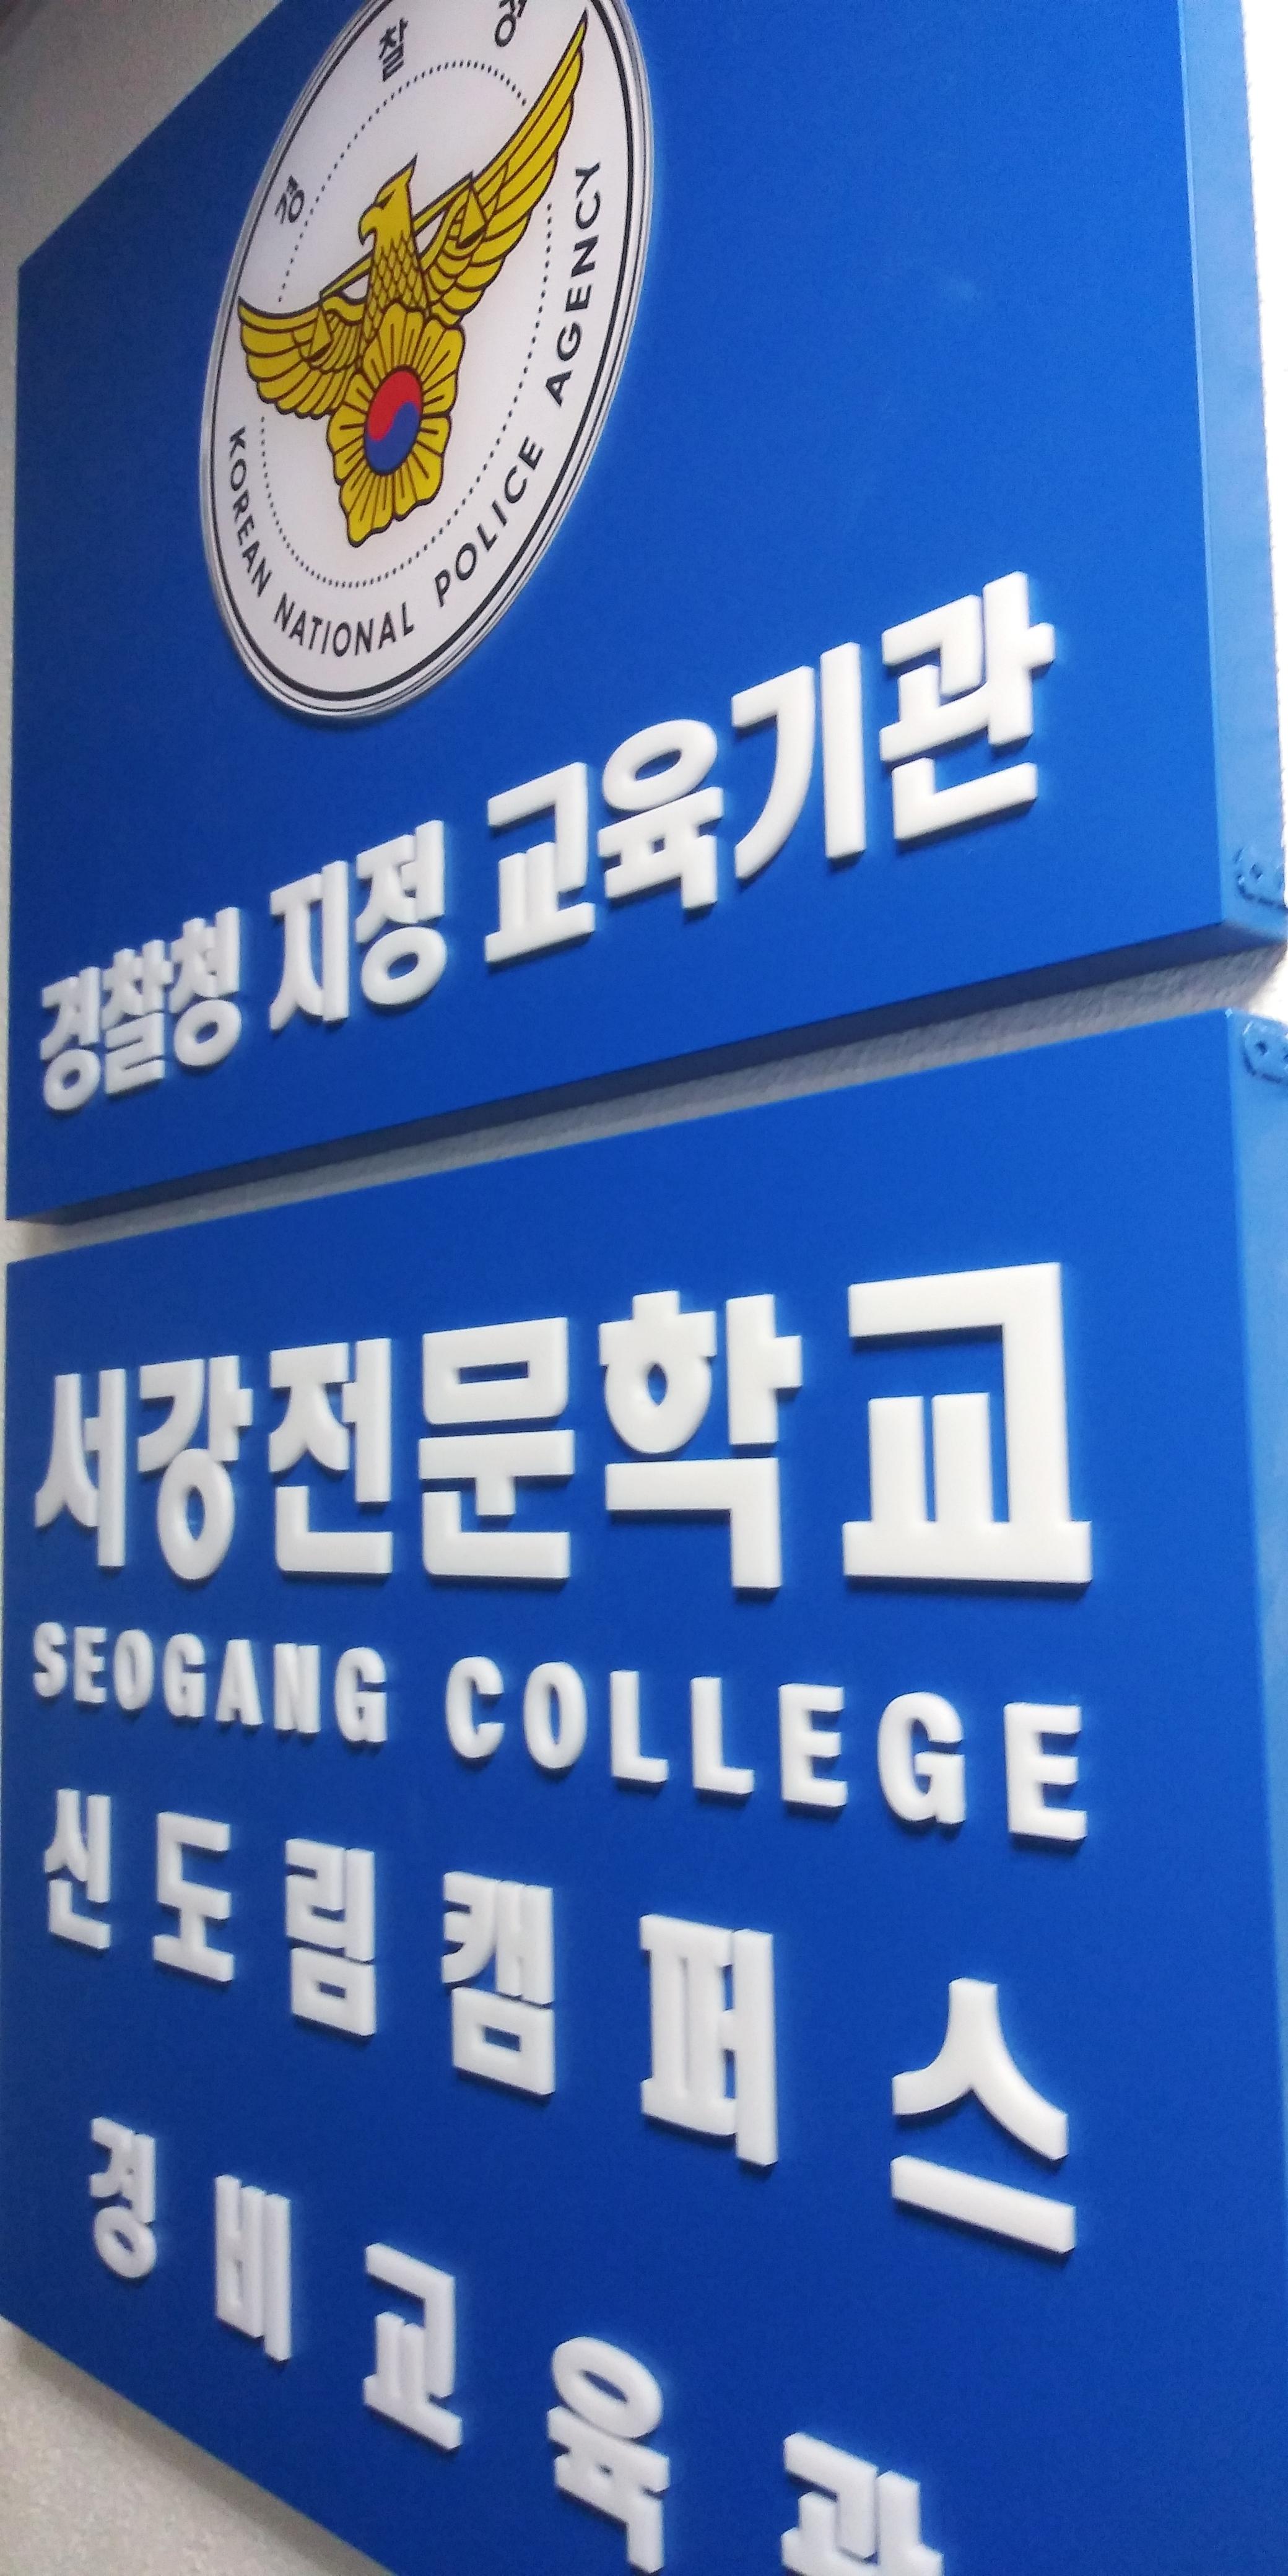 경찰청
KOREAN NATIONAL POLICE AGENCY
경찰청 지정 교육기관
서강전문학교
SEOGANG COLLEGE
신도림캠퍼스
경비교육관